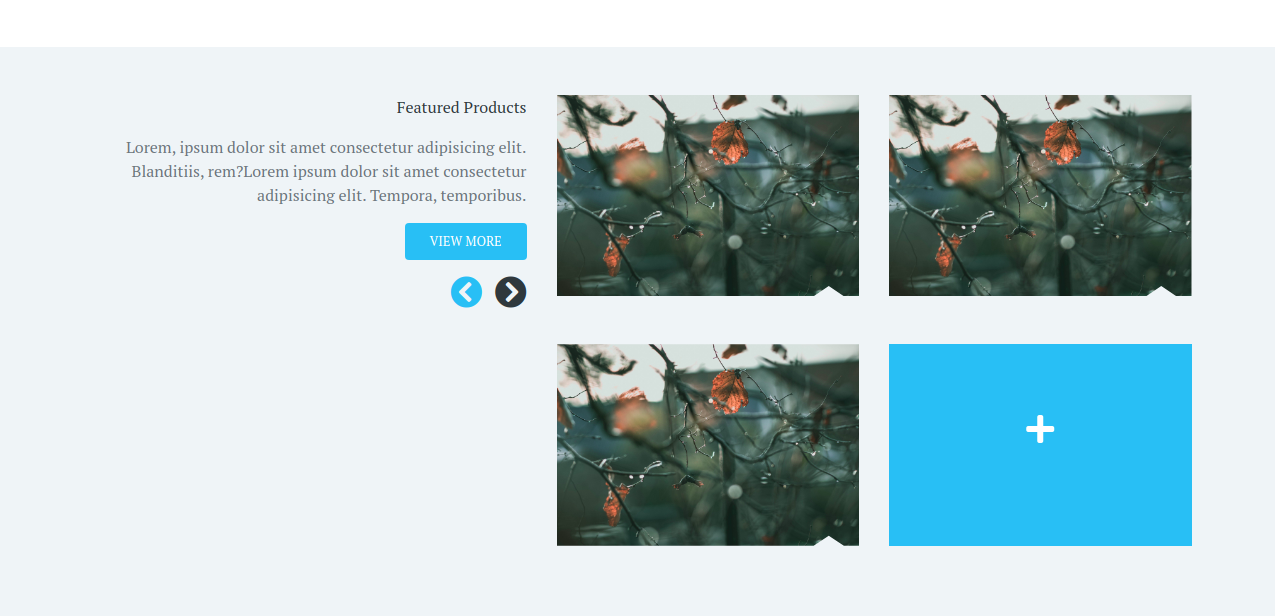 Featured Products
Lorem, ipsum dolor sit amet consectetur adipisicing elit.
Blanditiis, rem?Lorem ipsum dolor sit amet consectetur
adipisicing elit. Tempora, temporibus.
VIEW MORE